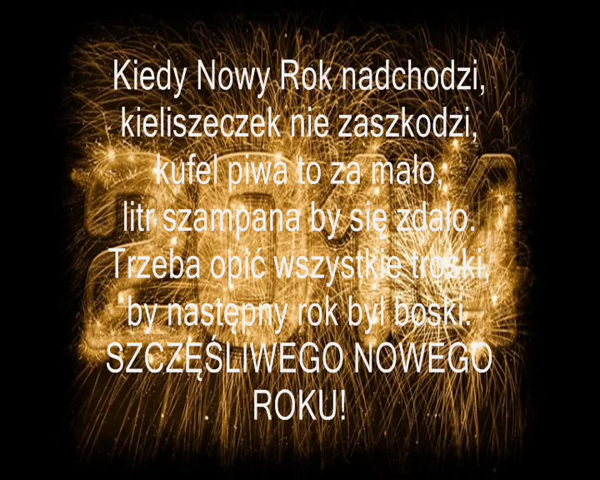 Kiedy Nowy Rok nadchodzi,
kieliszeczek nie zaszkodzi,
kufel piwa to za mało,
litr szampana by się zdało.
Trzeba opić wszystkie troski,
by następny rok był boski.
SZCZĘŚLIWEGO NOWEGO
ROKU!
2014